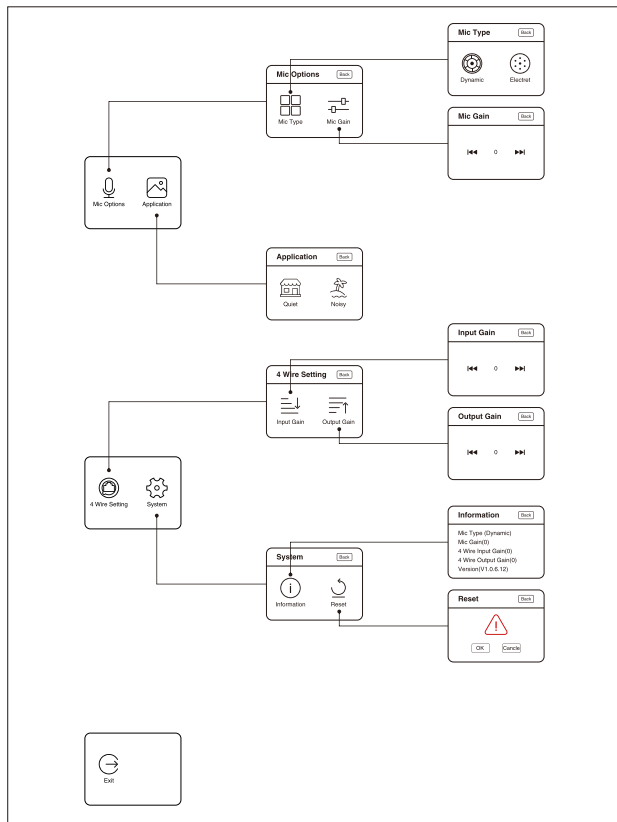 Mic Type Back
Dynamic Electret
Mic Options Back
Mic Type Mic Gain
Mic Gain Back
0
Mic Options Application
Application Back
Quiet Noisy
Input Gain Back
0
4 Wire Setting Back
Input Gain Output Gain
Output Gain Back
0
4 Wire Setting System
Information Back
Mic Type (Dynamic)
Mic Gain(0)
4 Wire Input Gain(0)
4 Wire Output Gain(0)
Version(V1.0.6.12)
System Back
Information Reset
Reset Back
OK Cancle
Exit